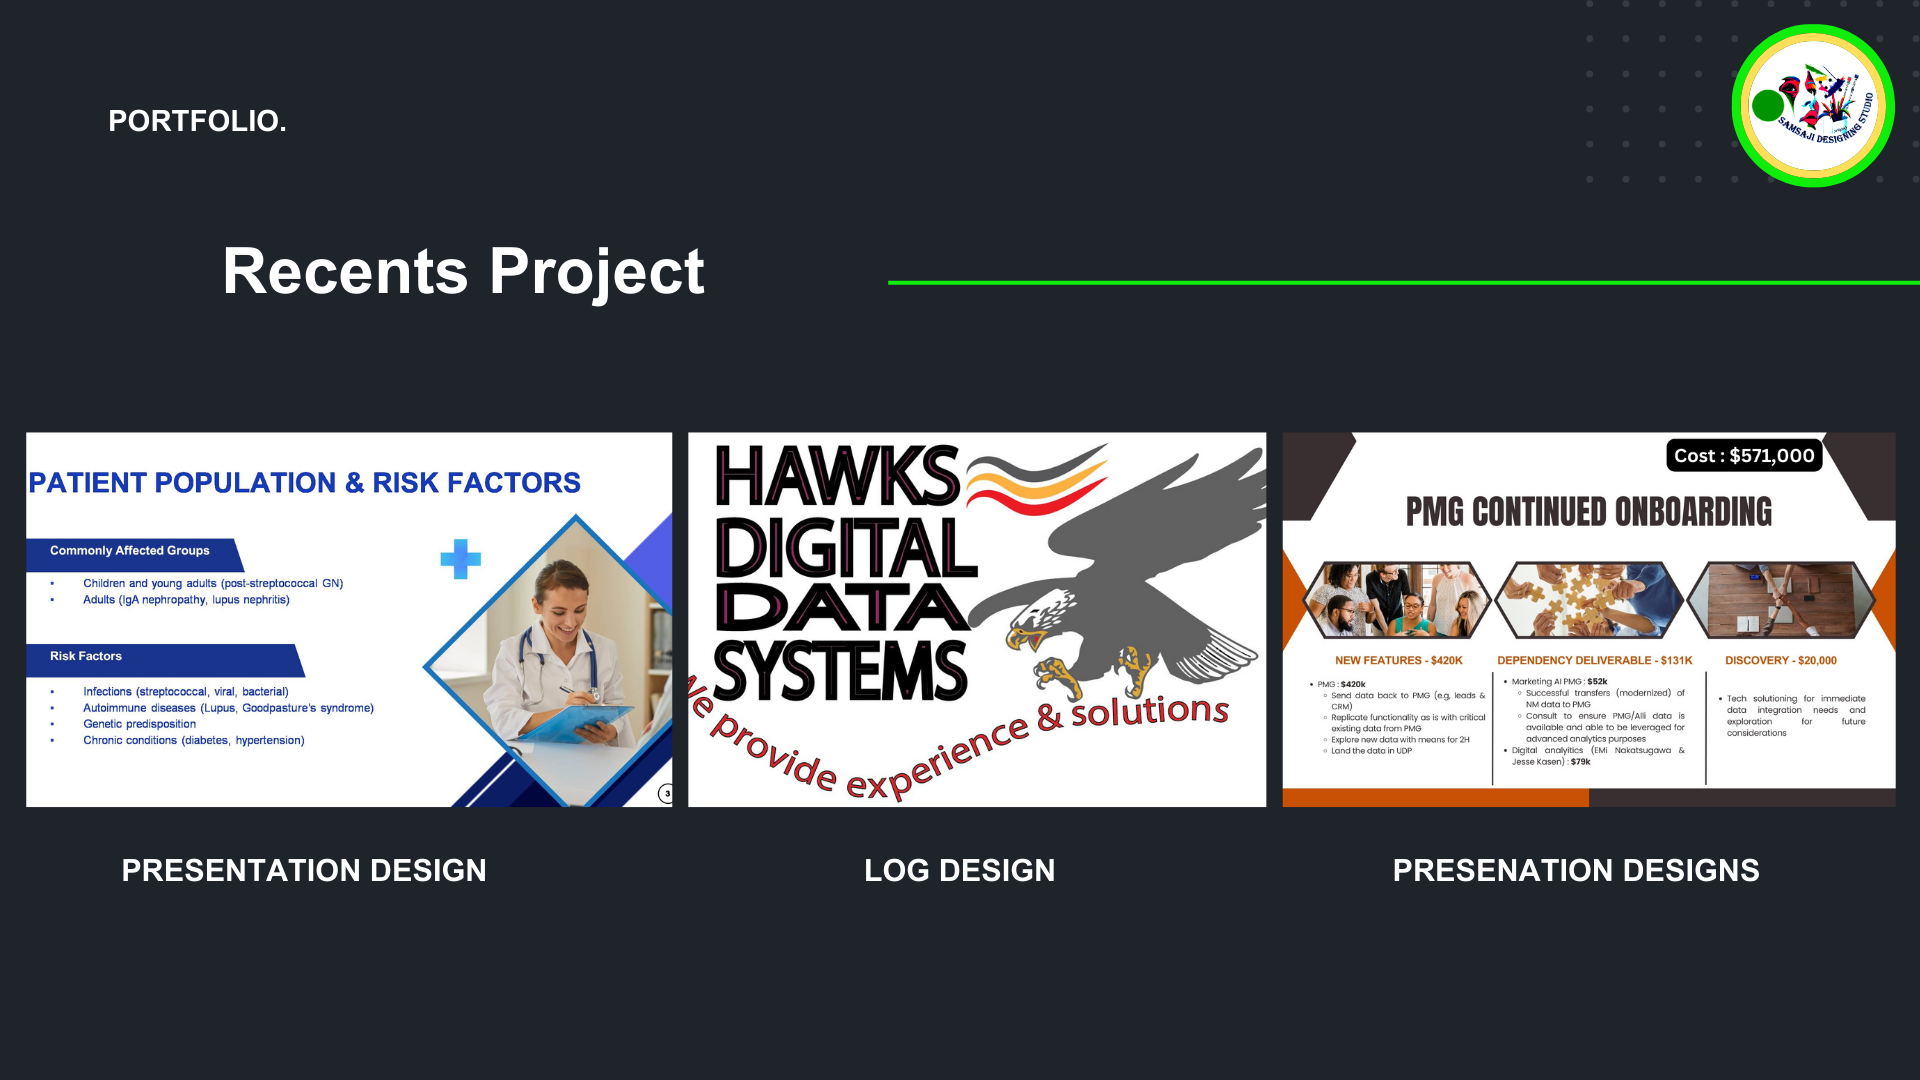 PORTFOLIO.
SAMSAJI DESIGNING STUDIO
Recents Project
PATIENT POPULATION & RISK FACTORS
Commonly Affected Groups
▪ Children and young adults (post-streptococcal GN)
▪ Adults (IgA nephropathy, lupus nephritis)
Risk Factors
▪ Infections (streptococcal, viral, bacterial)
▪ Autoimmune diseases (Lupus, Goodpasture's syndrome)
▪ Genetic predisposition
▪ Chronic conditions (diabetes, hypertension)
3
HAWKS
DIGITAL
DATA
SYSTEMS
We provide experience & solutions
Cost : $571,000
PMG CONTINUED ONBOARDING
NEW FEATURES - $420K
• PMG : $420k
◦ Send data back to PMG (e.g, leads &
CRM)
◦ Replicate functionality as is with critical
existing data from PMG
◦ Explore new data with means for 2H
◦ Land the data in UDP
DEPENDENCY DELIVERABLE - $131K
• Marketing AI PMG : $52k
◦ Successful transfers (modernized) of
NM data to PMG
◦ Consult to ensure PMG/Alli data is
available and able to be leveraged for
advanced analytics purposes
• Digital analyitics (EMi Nakatsugawa &
Jesse Kasen) : $79k
DISCOVERY - $20,000
• Tech solutioning for immediate
data integration needs and
exploration for future
considerations
PRESENTATION DESIGN
LOG DESIGN
PRESENATION DESIGNS